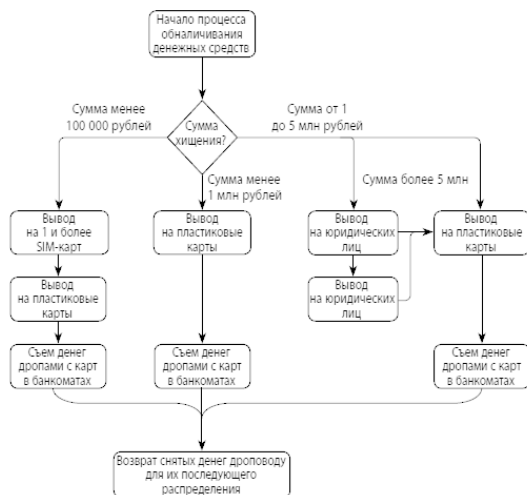 Начало процесса
обналичивания
денежных средств
Сумма менее
100 000 рублей
Сумма
хищения?
Сумма от 1
до 5 млн рублей
Сумма менее
1 млн рублей
Сумма более 5 млн
Вывод
на 1 и более
SIM-карт
Вывод
на пластиковые
карты
Вывод
на юридических
лиц
Вывод
на пластиковые
карты
Вывод
на пластиковые
карты
Вывод
на юридических
лиц
Съем денег
дропами с карт
в банкоматах
Съем денег
дропами с карт
в банкоматах
Съем денег
дропами с карт
в банкоматах
Возврат снятых денег дроповоду
для их последующего
распределения